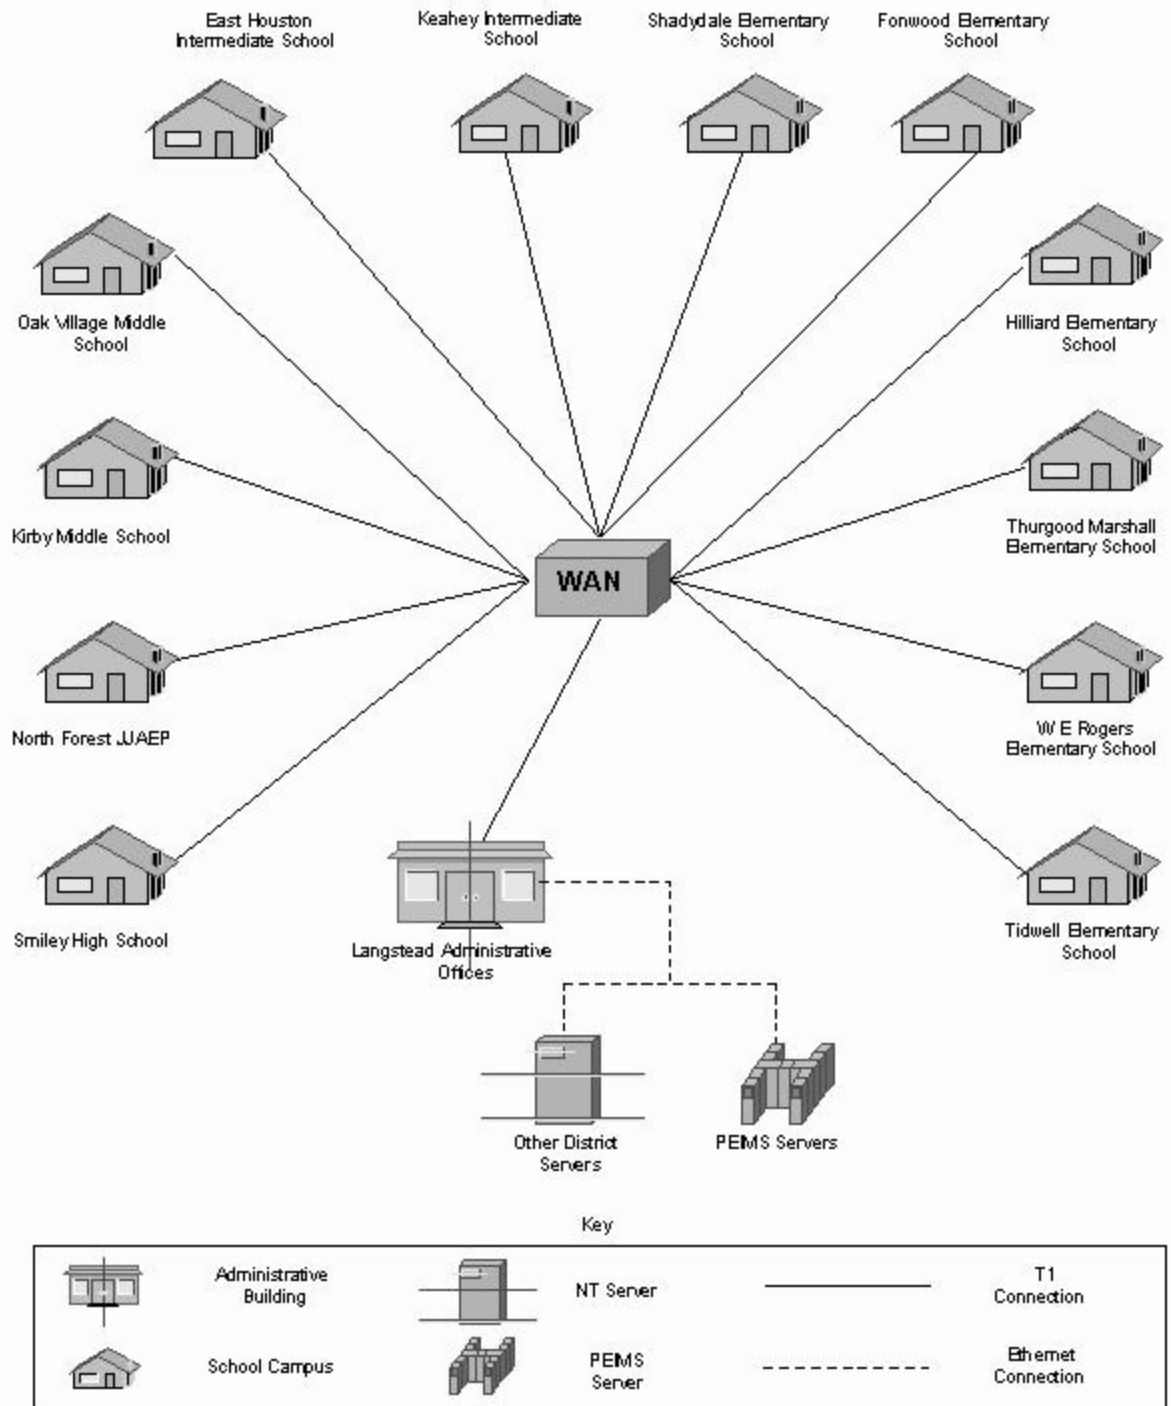 East Houston
Intermediate School
Keahey Intermediate
School
Shadydale Elementary
School
Fonwood Elementary
School
Oak Village Middle
School
Hilliard Elementary
School
Kirby Middle School
Thurgood Marshall
Elementary School
WAN
North Forest JJAEP
W E Rogers
Elementary School
Smiley High School
Langstead Administrative
Offices
Tidwell Elementary
School
Other District
Servers
PEIMS Servers
Key
Administrative
Building
NT Server
T1
Connection
School Campus
PEIMS
Server
Ethernet
Connection